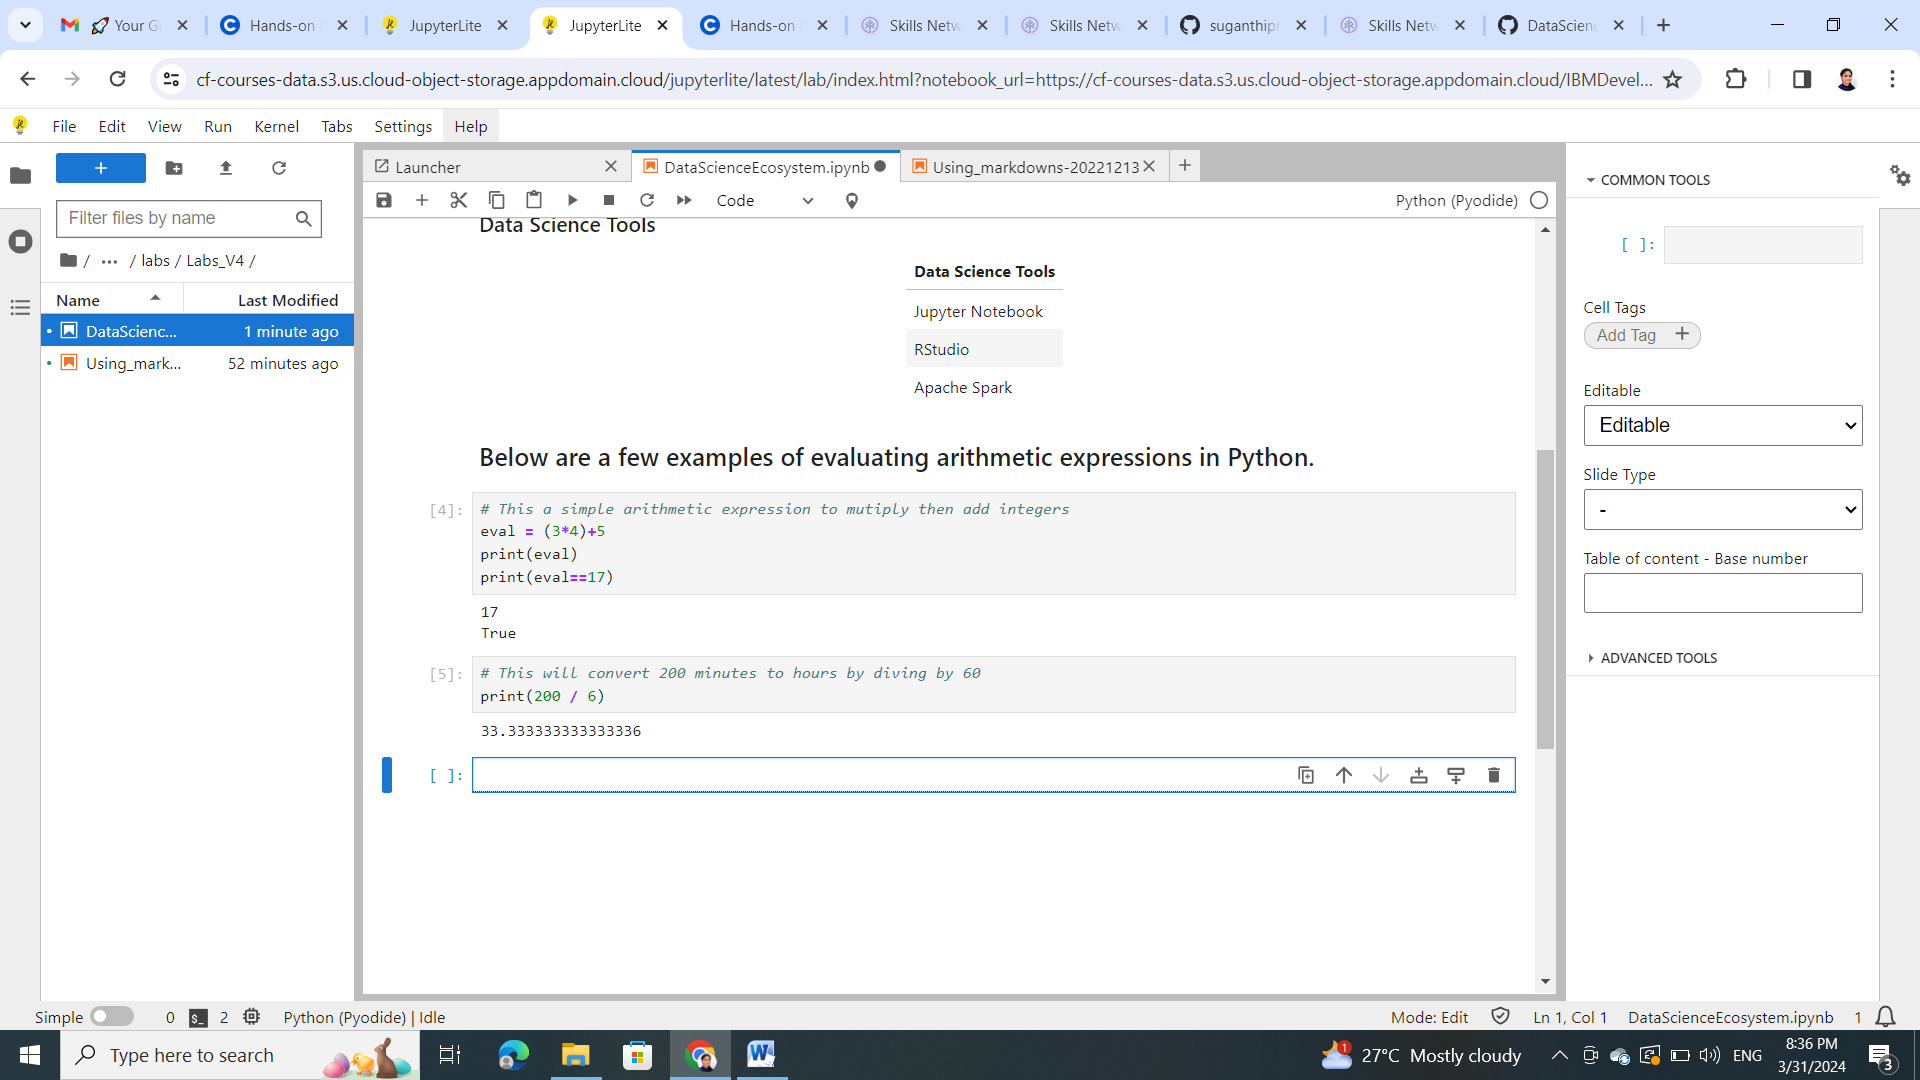 Your G
Hands-on
JupyterLite
JupyterLite
Hands-on
Skills Netw
Skills Netw
suganthipr
Skills Netw
DataScienc
cf-courses-data.s3.us.cloud-object-storage.appdomain.cloud/jupyterlite/latest/lab/index.html?notebook_url=https://cf-courses-data.s3.us.cloud-object-storage.appdomain.cloud/IBMDevel...
File Edit View Run Kernel Tabs Settings Help
Launcher
DataScienceEcosystem.ipynb
Using_markdowns-20221213
Code
Python (Pyodide)
Filter files by name
/ ··· / labs / Labs_V4 /
Name Last Modified
• DataScienc... 1 minute ago
• Using_mark... 52 minutes ago
Data Science Tools
Data Science Tools
Jupyter Notebook
RStudio
Apache Spark
Below are a few examples of evaluating arithmetic expressions in Python.
[4]: # This a simple arithmetic expression to mutiply then add integers
eval = (3*4)+5
print(eval)
print(eval==17)
17
True
[5]: # This will convert 200 minutes to hours by diving by 60
print(200 / 6)
33.333333333333336
[ ]:
COMMON TOOLS
[ ]:
Cell Tags
Add Tag +
Editable
Editable
Slide Type
-
Table of content - Base number
ADVANCED TOOLS
Simple 0 $_ 2 Python (Pyodide) | Idle
Mode: Edit Ln 1, Col 1 DataScienceEcosystem.ipynb 1
Type here to search
W
1
27°C Mostly cloudy
ENG
8:36 PM
3/31/2024
3